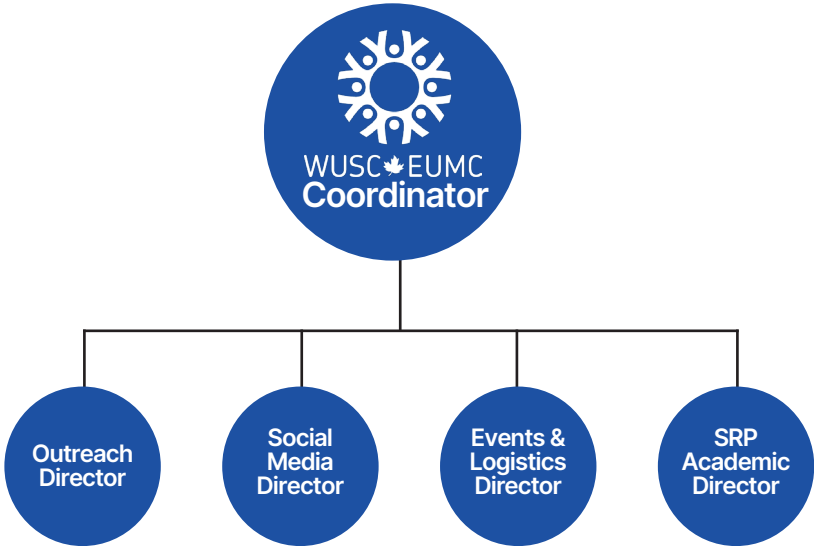 WUSC EUMC
Coordinator
Outreach
Director
Social
Media
Director
Events &
Logistics
Director
SRP
Academic
Director